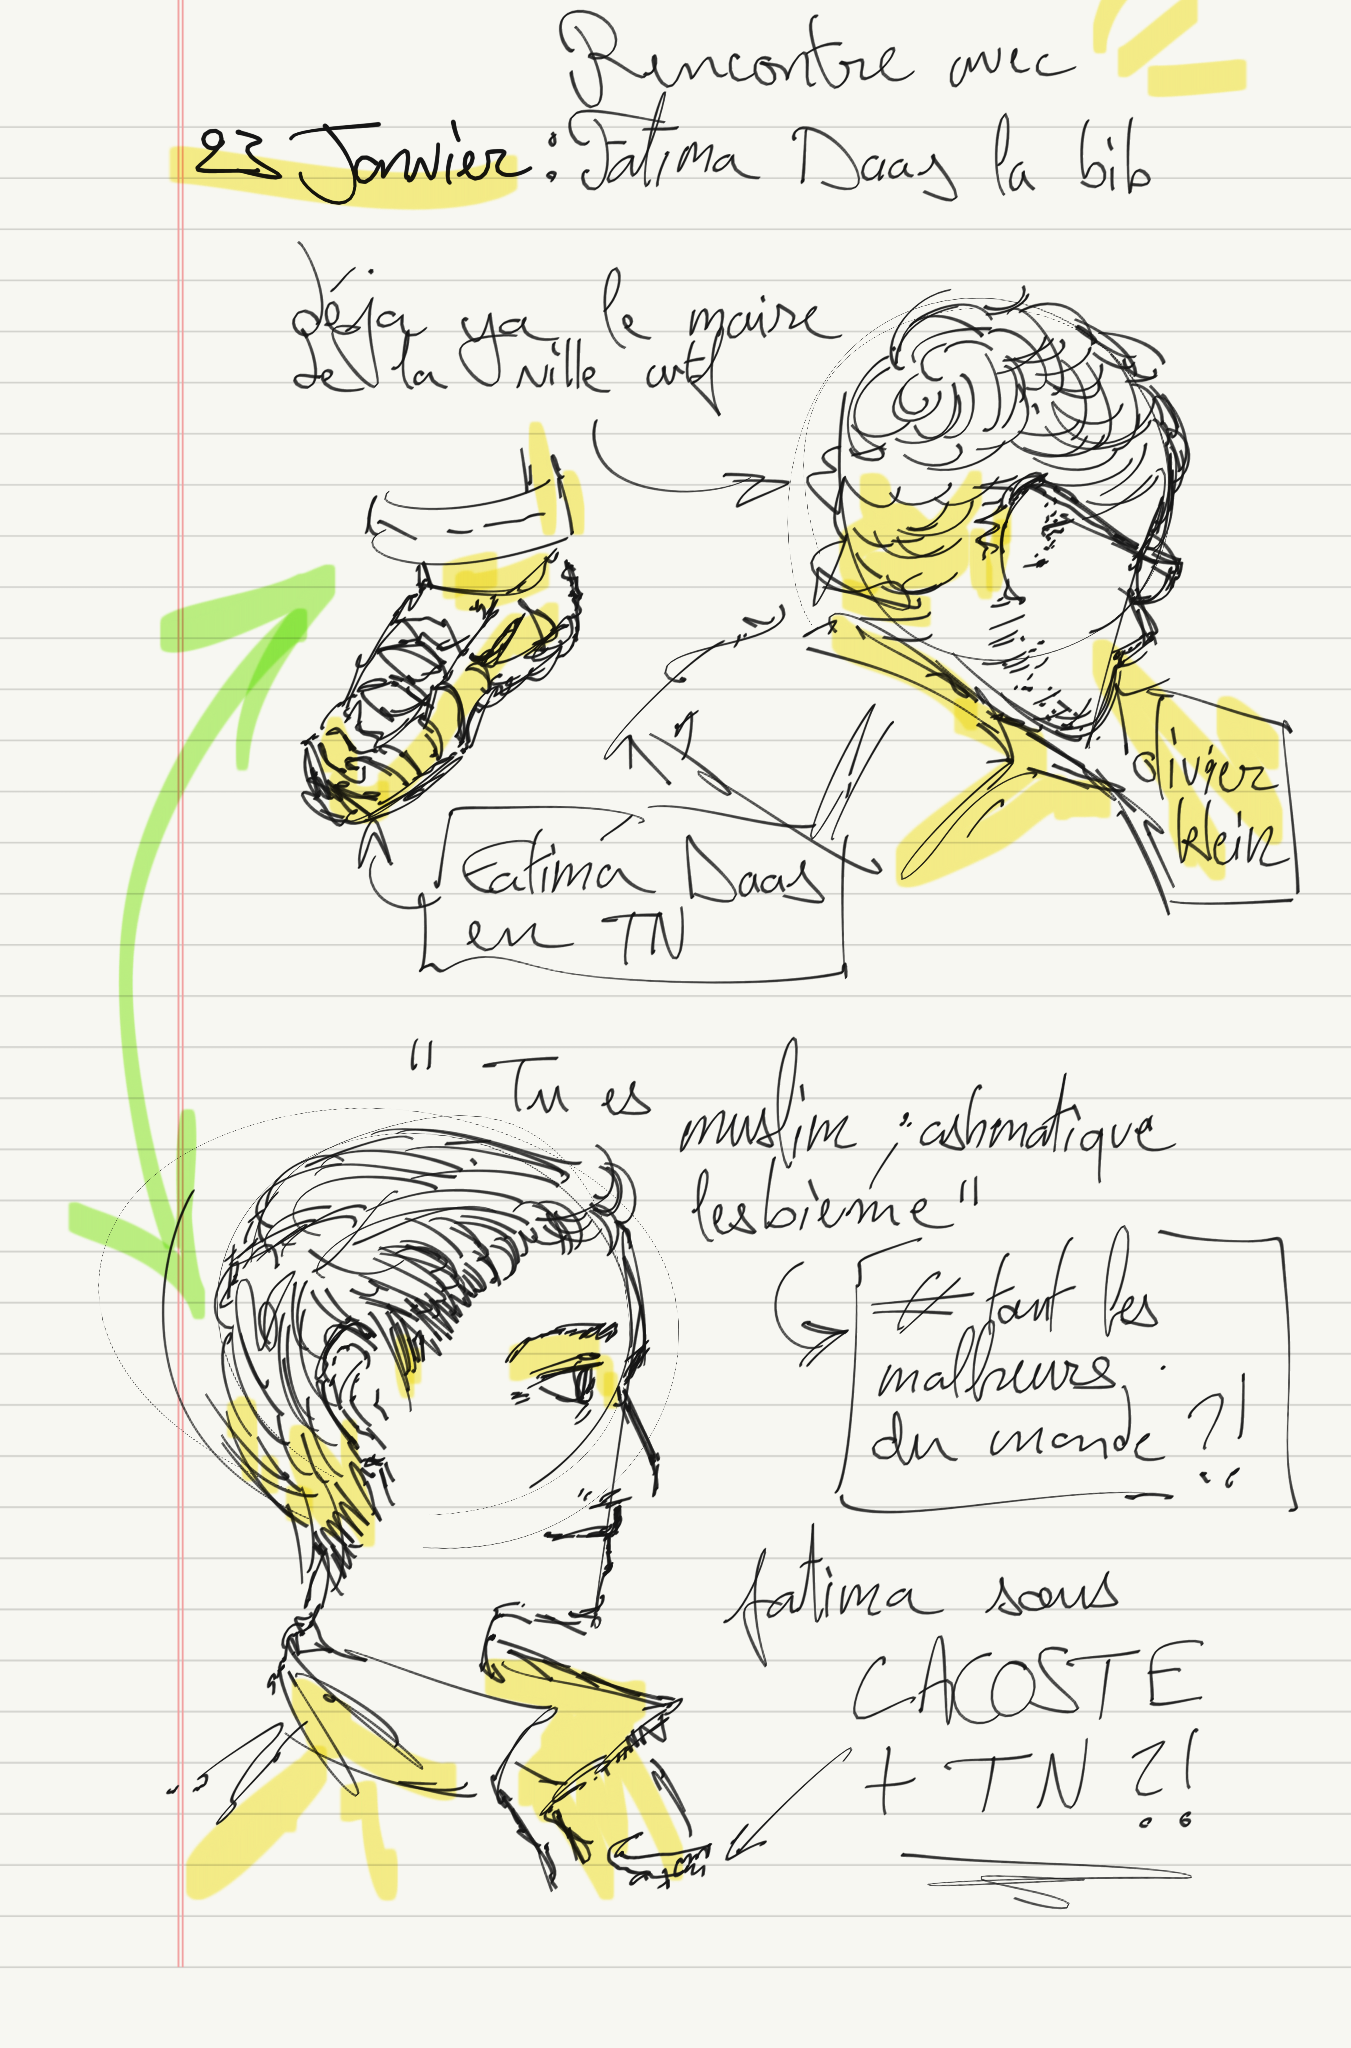 Rencontre avec
23 Janvier : Fatima Daas la bib
déja ya le maire
de la ville wtf
Olivier
klein
Fatima Daas
en TN
" Tu es
muslim, ashmatique
lesbienne"
# tout les
malheurs
du monde ?!
fatima sous
LACOSTE
+ TN ?!